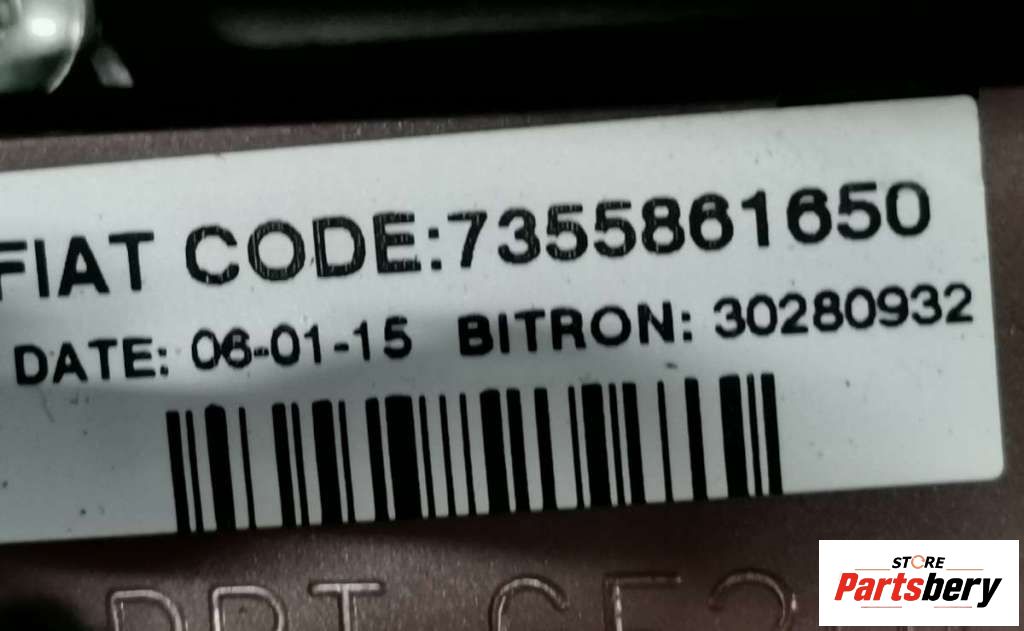 FIAT CODE:7355861650
DATE: 06-01-15 BITRON: 30280932
STORE
Partsbery